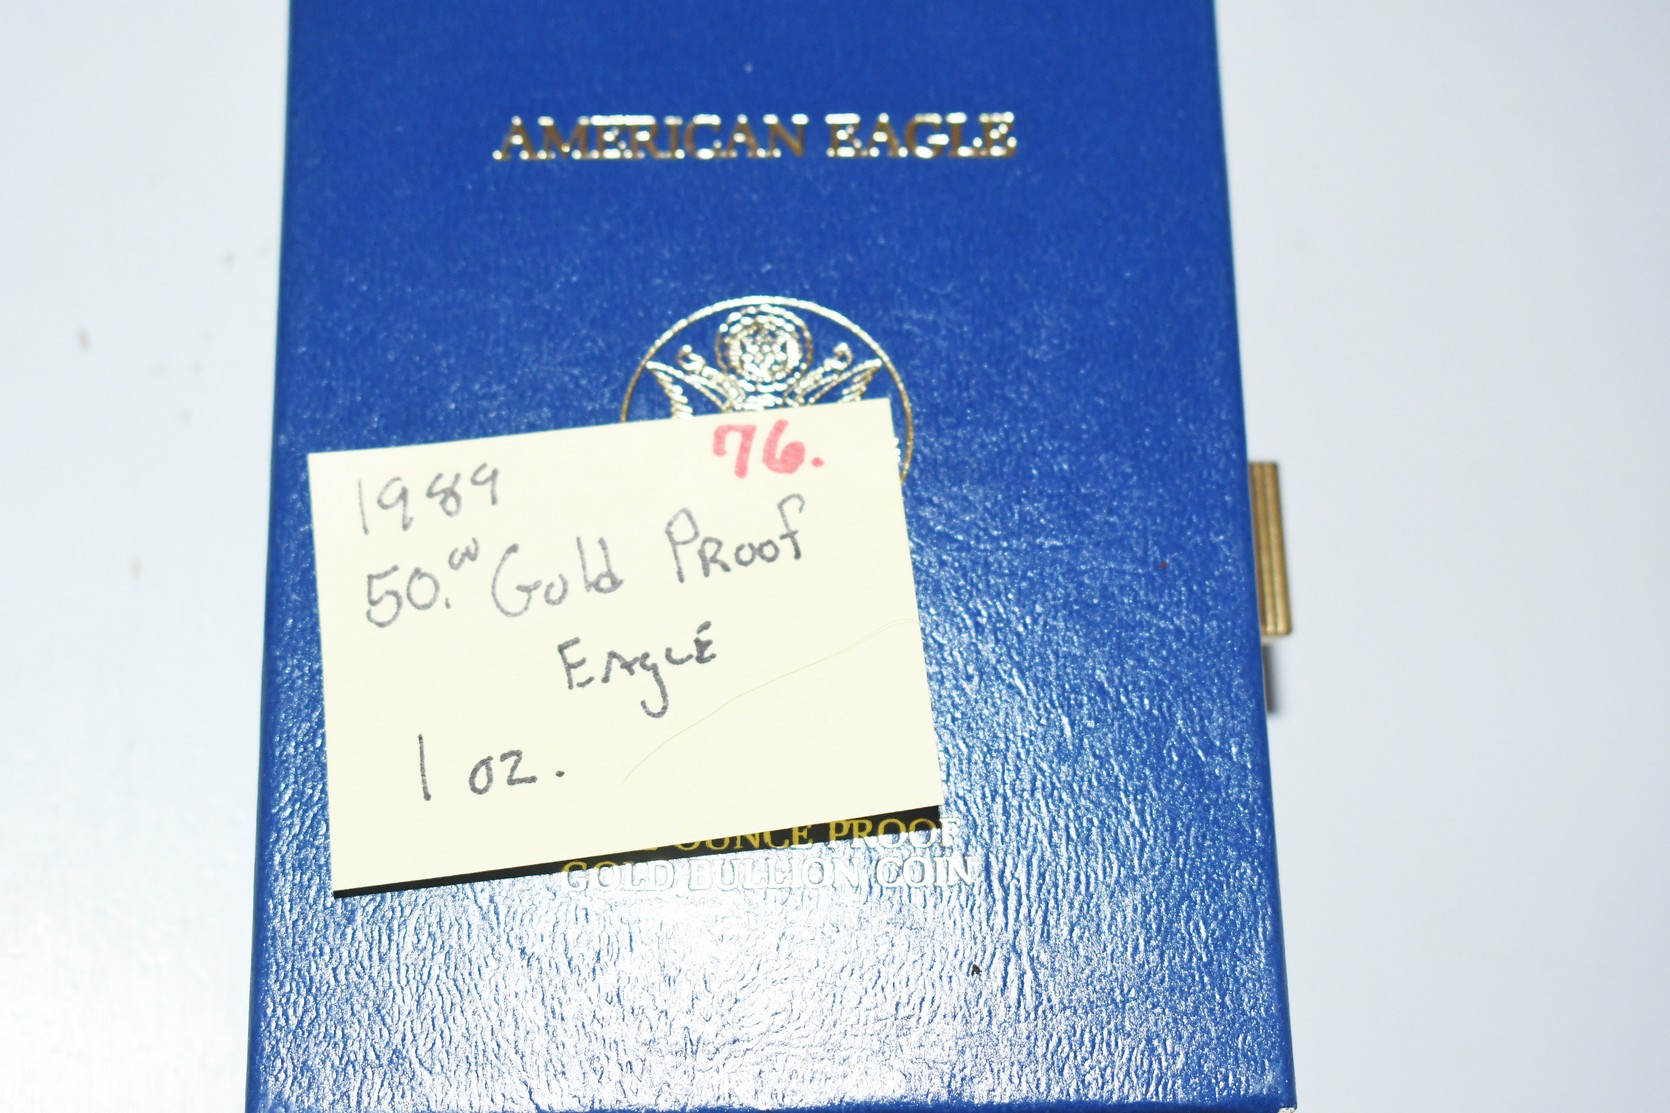 AMERICAN EAGLE
76.
1989
50.00 Gold Proof
Eagle
1 oz.
OUNCE PROOF
GOLD BULLION COIN